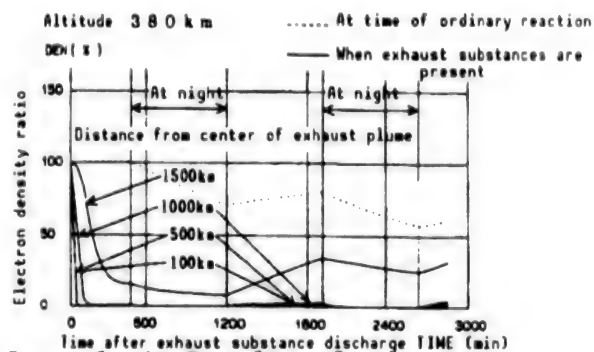 Altitude 380km
DEN(%)
...... At time of ordinary reaction
—— When exhaust substances are present
150
At night
At night
Distance from center of exhaust plume
Electron density ratio
100
1500km
1000km
50
500km
100km
0
0 600 1200 1800 2400 3000
Time after exhaust substance discharge TIME (min)